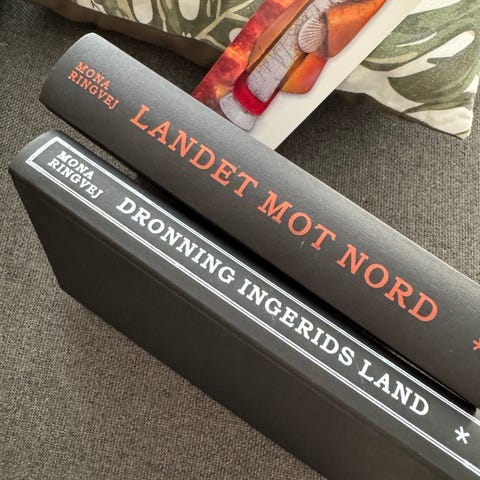 MONA
RINGVEJ
LANDET MOT NORD
MONA
RINGVEJ
DRONNING INGERIDS LAND